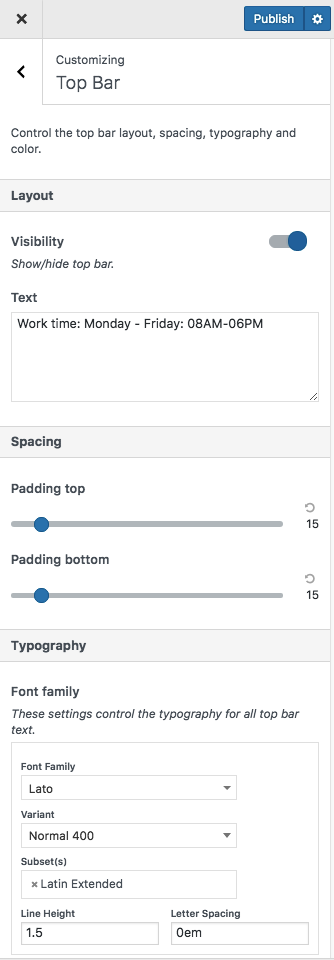 Publish
Customizing
Top Bar
Control the top bar layout, spacing, typography and
color.
Layout
Visibility
Show/hide top bar.
Text
Work time: Monday - Friday: 08AM-06PM
Spacing
Padding top
15
Padding bottom
15
Typography
Font family
These settings control the typography for all top bar
text.
Font Family
Lato
Variant
Normal 400
Subset(s)
× Latin Extended
Line Height Letter Spacing
1.5 0em